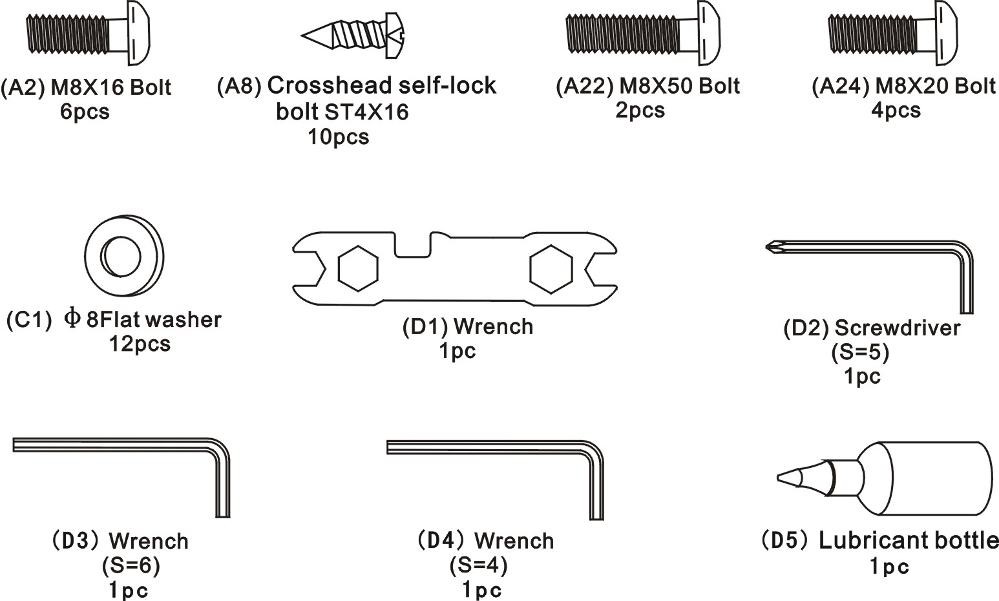 (A2) M8X16 Bolt
6pcs
(A8) Crosshead self-lock
bolt ST4X16
10pcs
(A22) M8X50 Bolt
2pcs
(A24) M8X20 Bolt
4pcs
(C1) Φ8Flat washer
12pcs
(D1) Wrench
1pc
(D2) Screwdriver
(S=5)
1pc
(D3) Wrench
(S=6)
1pc
(D4) Wrench
(S=4)
1pc
(D5) Lubricant bottle
1pc